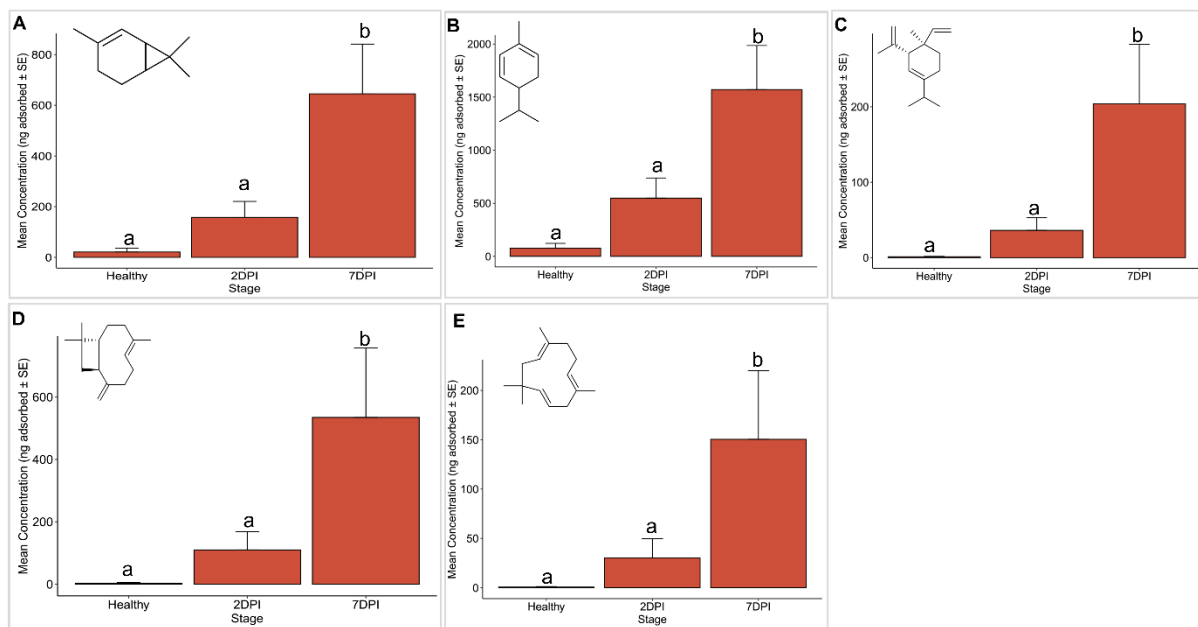 A
Mean Concentration (ng adsorbed ± SE)
800
600
400
200
0
a
a
b
Healthy
2DPI
7DPI
Stage
B
Mean Concentration (ng adsorbed ± SE)
2000
1500
1000
500
0
a
a
b
Healthy
2DPI
7DPI
Stage
C
Mean Concentration (ng adsorbed ± SE)
200
100
0
a
a
b
Healthy
2DPI
7DPI
Stage
D
Mean Concentration (ng adsorbed ± SE)
600
400
200
0
a
a
b
Healthy
2DPI
7DPI
Stage
E
Mean Concentration (ng adsorbed ± SE)
200
150
100
50
0
a
a
b
Healthy
2DPI
7DPI
Stage